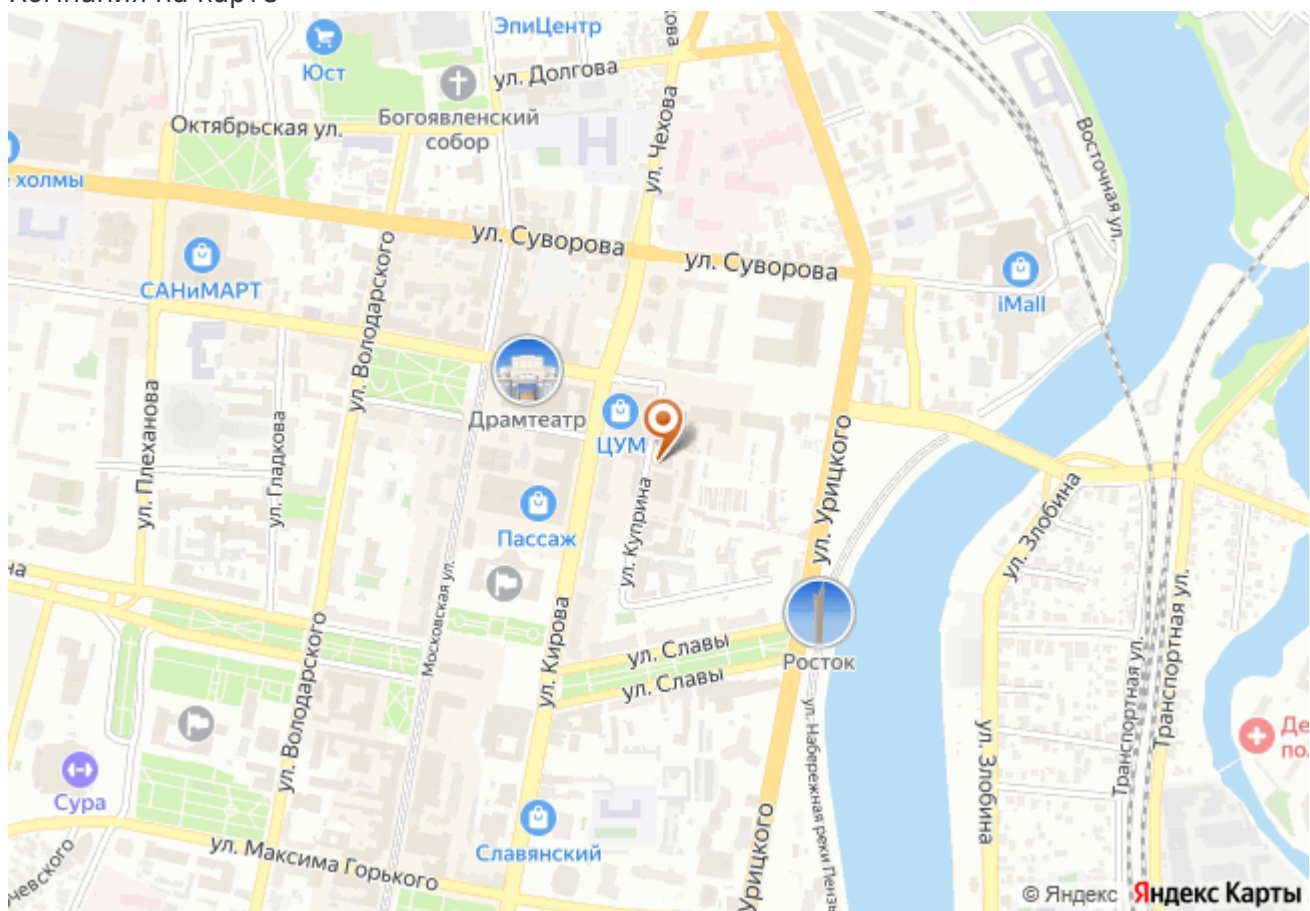 ЭпиЦентр
Юст
ул. Долгова
Богоявленский
собор
Октябрьская ул.
ул. Чехова
Восточная ул.
холмы
ул. Суворова
ул. Суворова
САНиМАРТ
iMall
ул. Володарского
Драмтеатр
ЦУМ
ул. Плеханова
ул. Гладкова
Пассаж
ул. Куприна
ул. Урицкого
ул. Злобина
Московская ул.
ул. Кирова
ул. Славы
ул. Славы
Росток
ул. Володарского
ул. Набережная реки Пензы
Транспортная ул.
Транспортная ул.
ул. Злобина
Сура
Славянский
ул. Максима Горького
Урицкого
© Яндекс Яндекс Карты